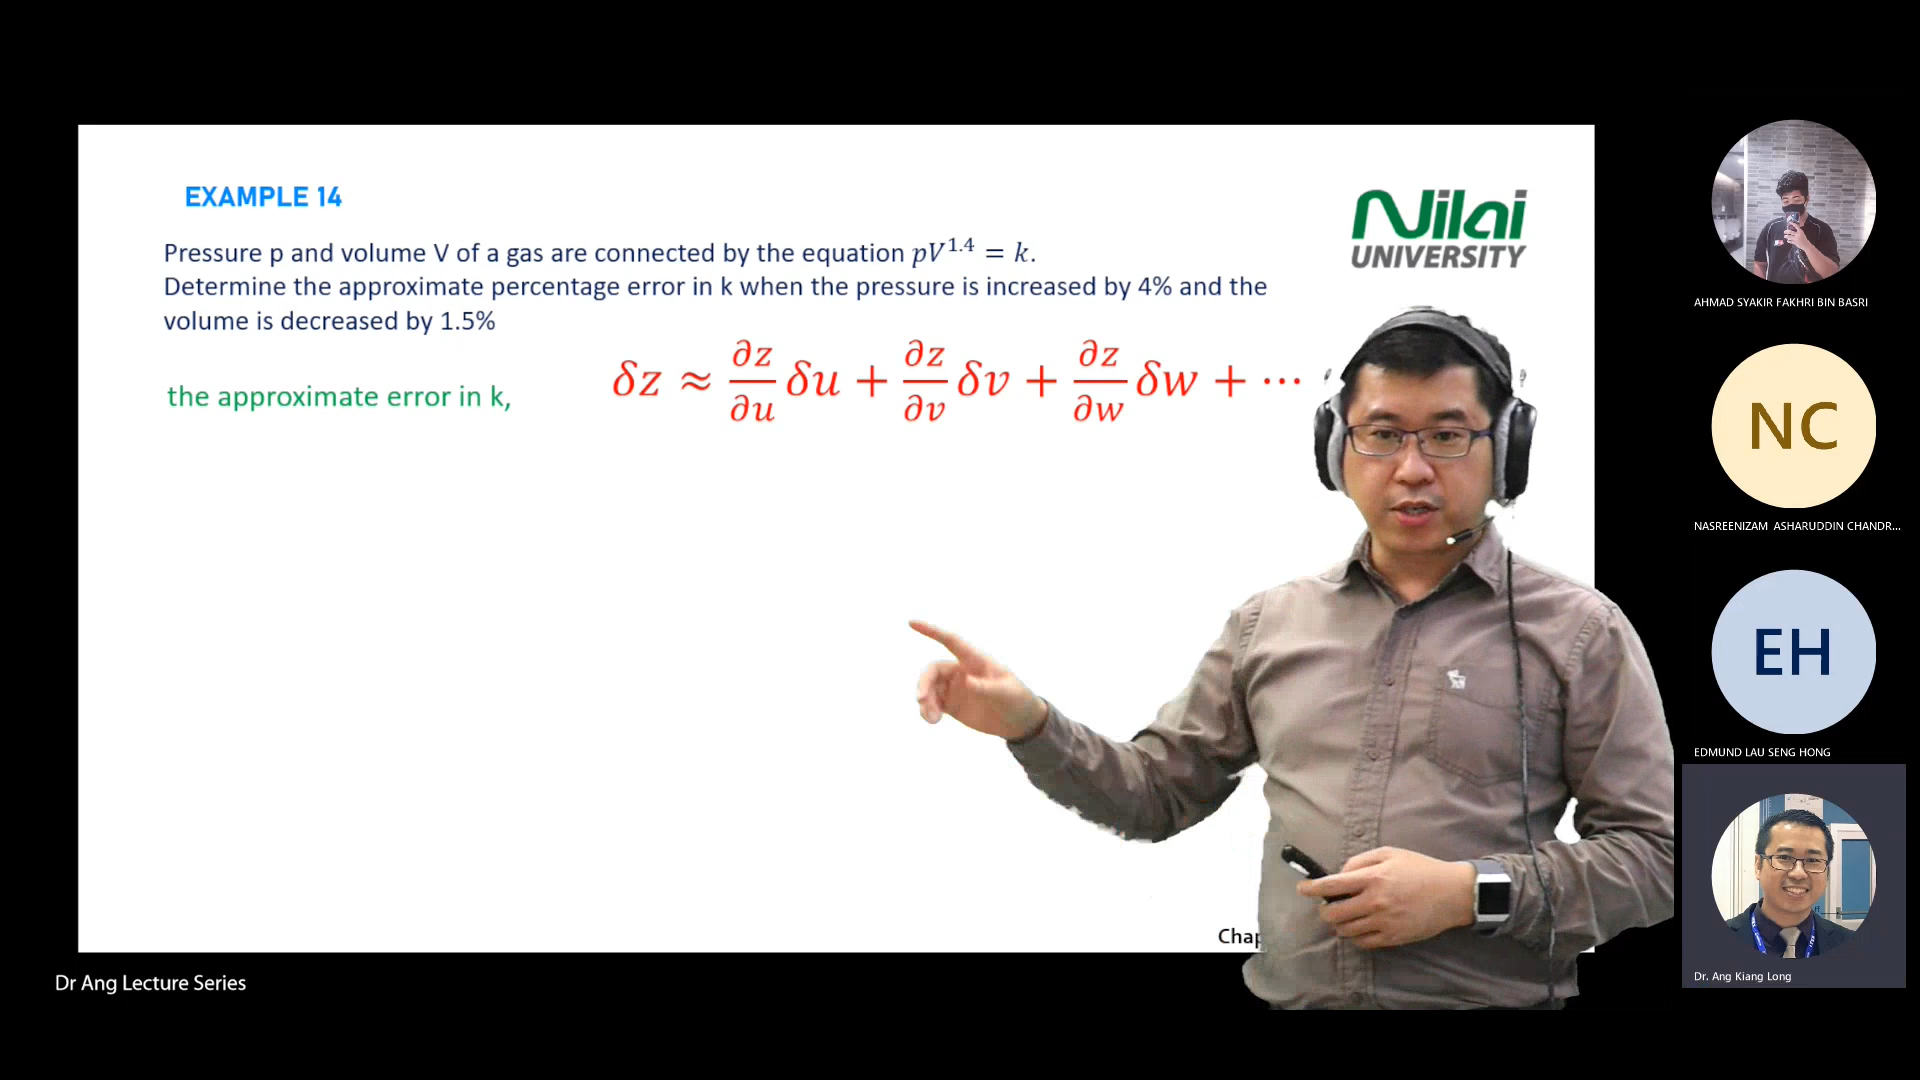 EXAMPLE 14
Nilai
UNIVERSITY
Pressure p and volume V of a gas are connected by the equation pV^1.4 = k.
Determine the approximate percentage error in k when the pressure is increased by 4% and the
volume is decreased by 1.5%
the approximate error in k,
δz ≈ ∂z/∂u δu + ∂z/∂v δv + ∂z/∂w δw + ⋯
Dr Ang Lecture Series
AHMAD SYAKIR FAKHRI BIN BASRI
NC
NASREENIZAM ASHARUDDIN CHANDR...
EH
EDMUND LAU SENG HONG
Dr. Ang Kiang Long